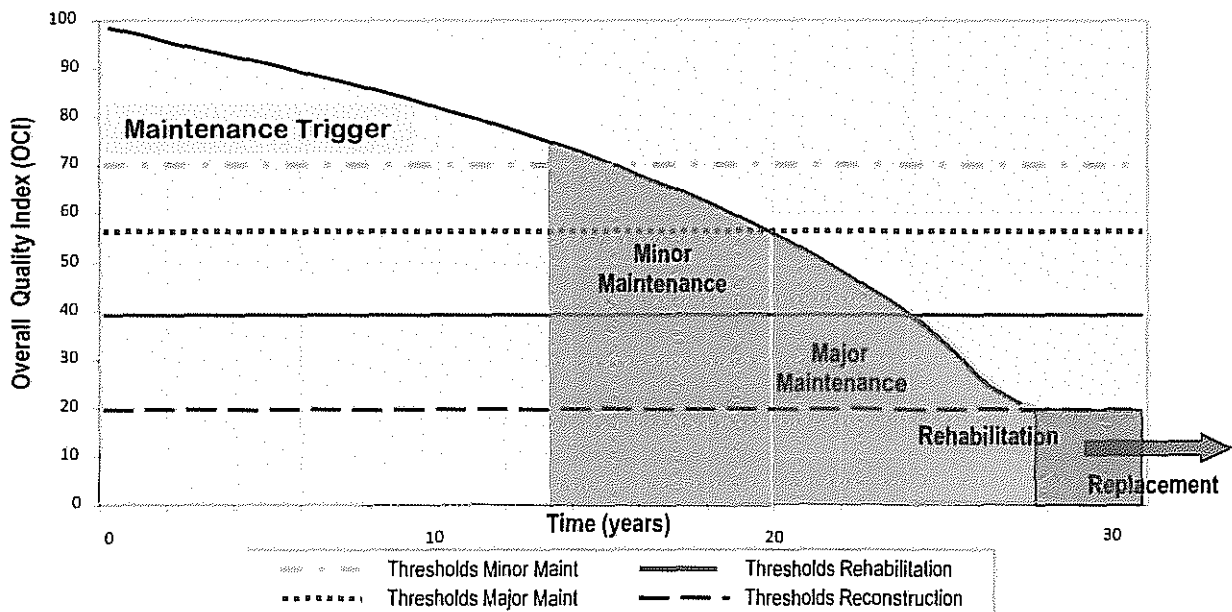 100
90
80
70
60
50
40
30
20
10
0
Overall Quality Index (OCI)
Maintenance Trigger
Minor
Maintenance
Major
Maintenance
Rehabilitation
Replacement
Time (years)
0
10
20
30
Thresholds Minor Maint
Thresholds Rehabilitation
Thresholds Major Maint
Thresholds Reconstruction